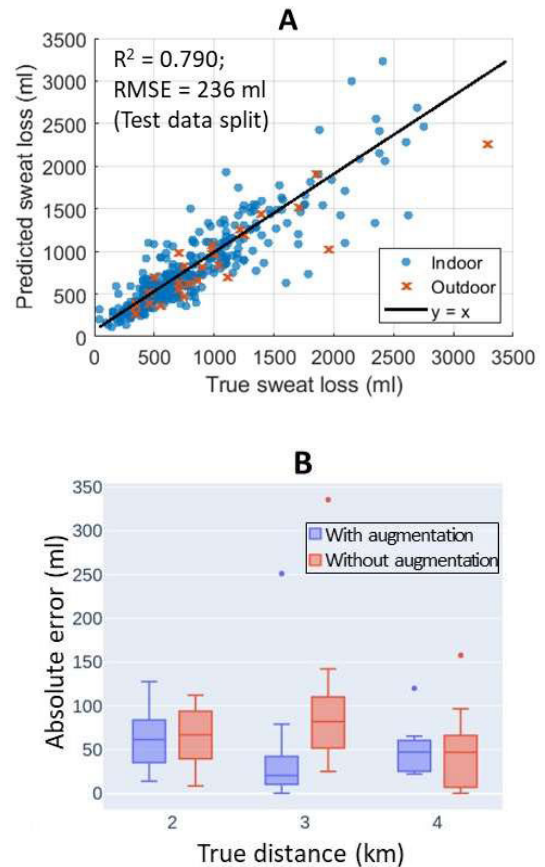 A
R² = 0.790;
RMSE = 236 ml
(Test data split)
Predicted sweat loss (ml)
3500
3000
2500
2000
1500
1000
500
0
0 500 1000 1500 2000 2500 3000 3500
True sweat loss (ml)
Indoor
Outdoor
y = x
B
Absolute error (ml)
350
300
250
200
150
100
50
0
With augmentation
Without augmentation
2 3 4
True distance (km)